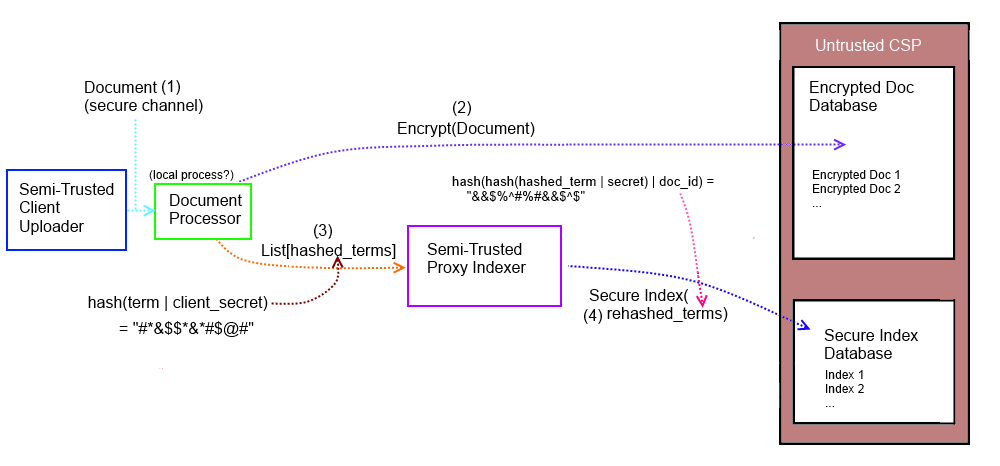 Untrusted CSP
Document (1)
(secure channel)
(2)
Encrypt(Document)
Encrypted Doc
Database
Encrypted Doc 1
Encrypted Doc 2
...
(local process?)
Semi-Trusted
Client
Uploader
Document
Processor
hash(hash(hashed_term | secret) | doc_id) =
"&&$%^#%#&&$^$"
(3)
List[hashed_terms]
Semi-Trusted
Proxy Indexer
hash(term | client_secret)
= "#*&$$*&*#$@#"
Secure Index(
(4) rehashed_terms)
Secure Index
Database
Index 1
Index 2
...